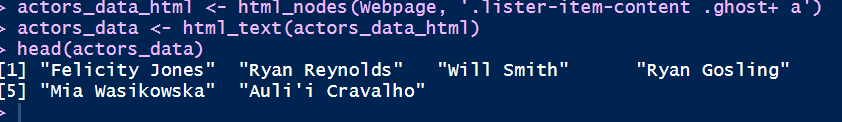 > actors_data_html <- html_nodes(Webpage, '.lister-item-content .ghost+ a')
> actors_data <- html_text(actors_data_html)
> head(actors_data)
[1] "Felicity Jones"  "Ryan Reynolds"   "Will Smith"      "Ryan Gosling"
[5] "Mia Wasikowska"  "Auli'i Cravalho"
>